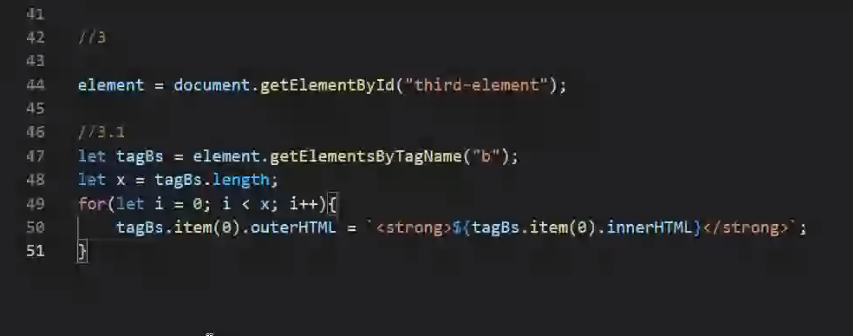 41
42 //3
43
44 element = document.getElementById("third-element");
45
46 //3.1
47 let tagBs = element.getElementsByTagName("b");
48 let x = tagBs.length;
49 for(let i = 0; i < x; i++){
50 tagBs.item(0).outerHTML = `<strong>${tagBs.item(0).innerHTML}</strong>`;
51 }